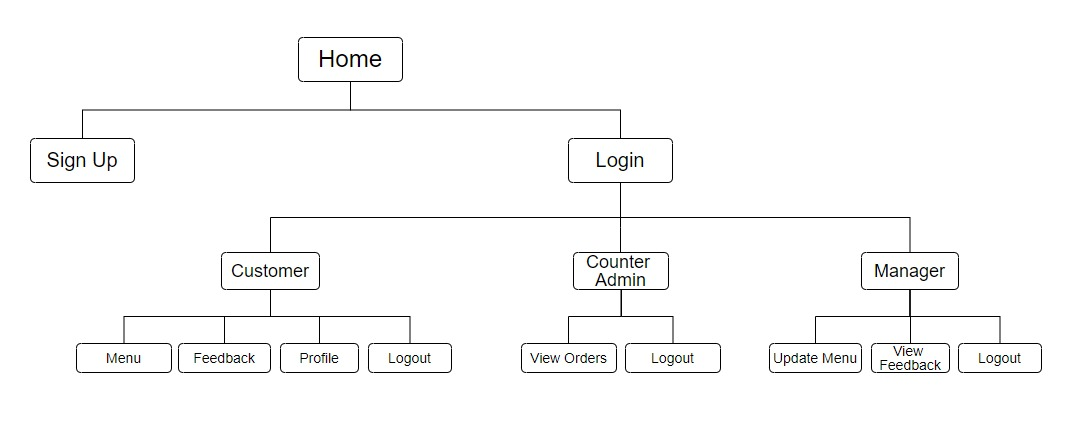 Home
Sign Up
Login
Customer
Counter
Admin
Manager
Menu
Feedback
Profile
Logout
View Orders
Logout
Update Menu
View
Feedback
Logout